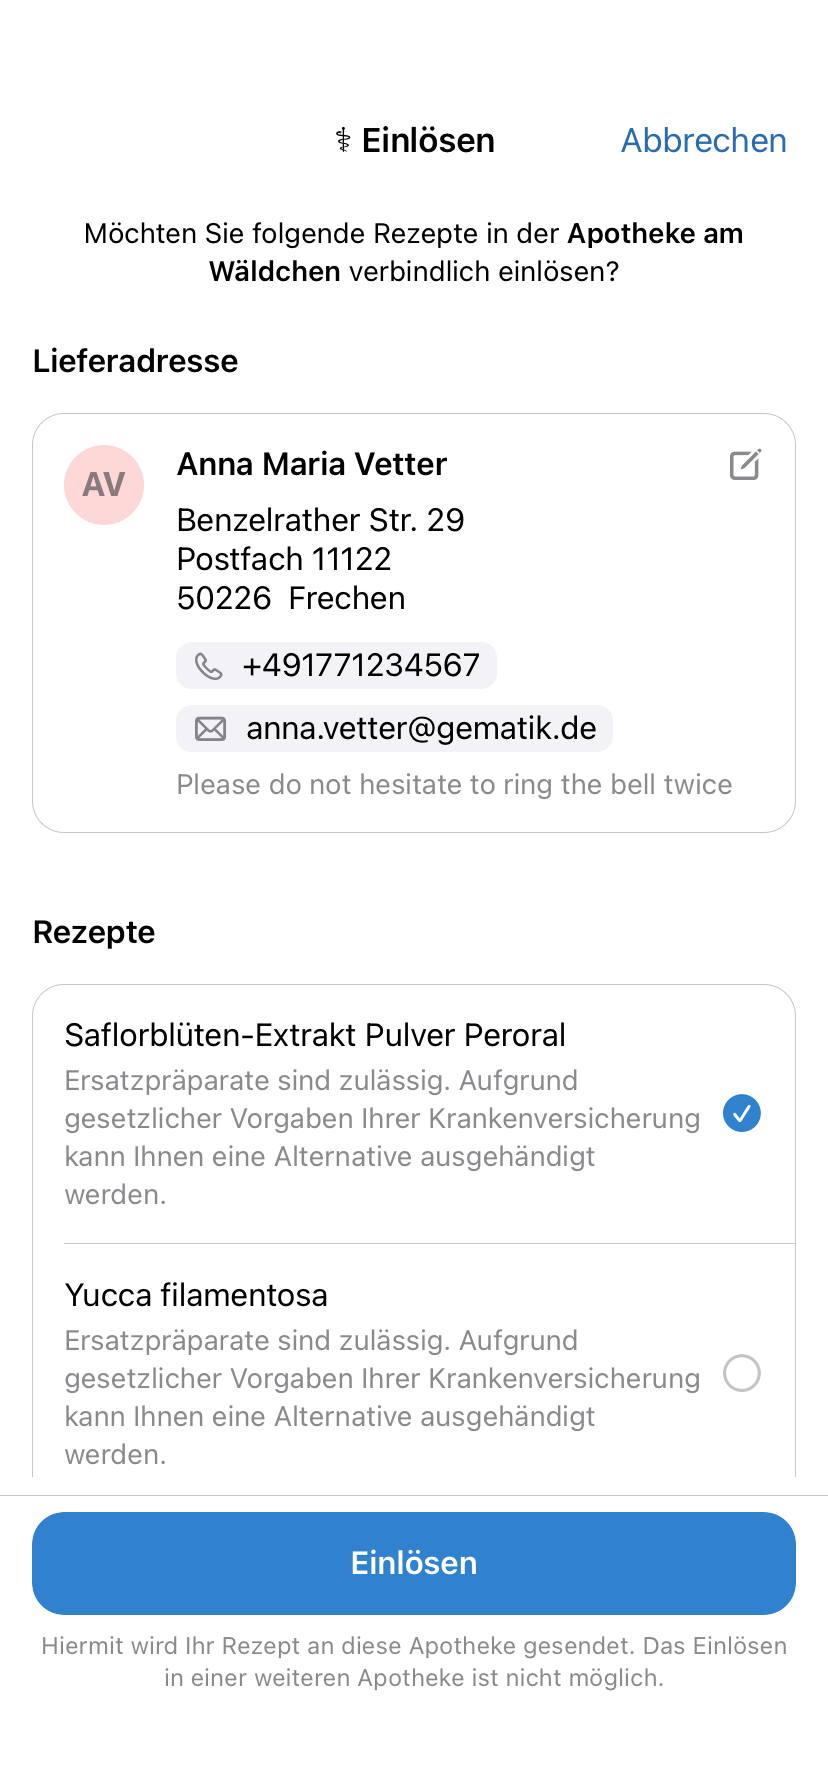 ⚕ Einlösen
Abbrechen
Möchten Sie folgende Rezepte in der Apotheke am
Wäldchen verbindlich einlösen?
Lieferadresse
AV
Anna Maria Vetter
Benzelrather Str. 29
Postfach 11122
50226 Frechen
+491771234567
anna.vetter@gematik.de
Please do not hesitate to ring the bell twice
Rezepte
Saflorblüten-Extrakt Pulver Peroral
Ersatzpräparate sind zulässig. Aufgrund
gesetzlicher Vorgaben Ihrer Krankenversicherung
kann Ihnen eine Alternative ausgehändigt
werden.
Yucca filamentosa
Ersatzpräparate sind zulässig. Aufgrund
gesetzlicher Vorgaben Ihrer Krankenversicherung
kann Ihnen eine Alternative ausgehändigt
werden.
Einlösen
Hiermit wird Ihr Rezept an diese Apotheke gesendet. Das Einlösen
in einer weiteren Apotheke ist nicht möglich.